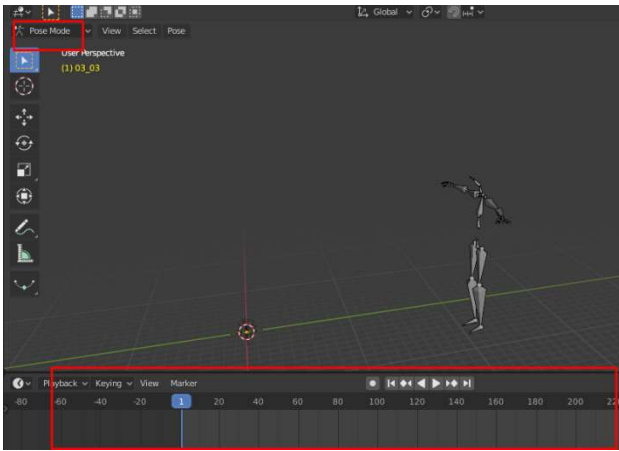 Global
Pose Mode View Select Pose
User Perspective
(1) 03_03
Playback Keying View Marker
-80 -60 -40 -20 1 20 40 60 80 100 120 140 160 180 200